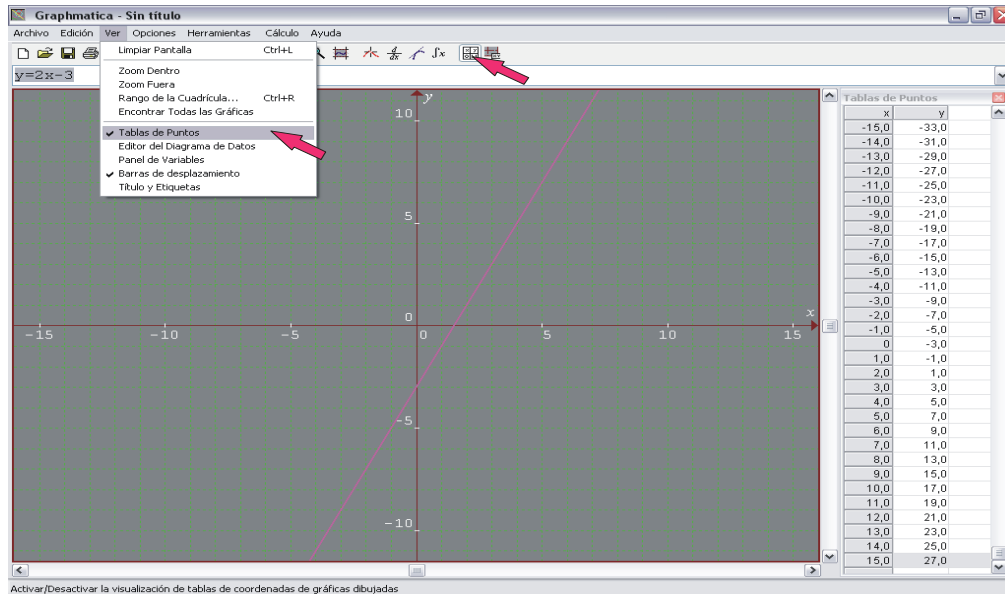 Graphmatica - Sin título
Archivo Edición Ver Opciones Herramientas Cálculo Ayuda
y=2x-3
Limpiar Pantalla Ctrl+L
Zoom Dentro
Zoom Fuera
Rango de la Cuadrícula... Ctrl+R
Encontrar Todas las Gráficas
Tablas de Puntos
Editor del Diagrama de Datos
Panel de Variables
Barras de desplazamiento
Título y Etiquetas
y
10
5
0
x
-15 -10 -5 0 5 10 15
-5
-10
Tablas de Puntos
x y
-15,0 -33,0
-14,0 -31,0
-13,0 -29,0
-12,0 -27,0
-11,0 -25,0
-10,0 -23,0
-9,0 -21,0
-8,0 -19,0
-7,0 -17,0
-6,0 -15,0
-5,0 -13,0
-4,0 -11,0
-3,0 -9,0
-2,0 -7,0
-1,0 -5,0
0 -3,0
1,0 -1,0
2,0 1,0
3,0 3,0
4,0 5,0
5,0 7,0
6,0 9,0
7,0 11,0
8,0 13,0
9,0 15,0
10,0 17,0
11,0 19,0
12,0 21,0
13,0 23,0
14,0 25,0
15,0 27,0
Activar/Desactivar la visualización de tablas de coordenadas de gráficas dibujadas